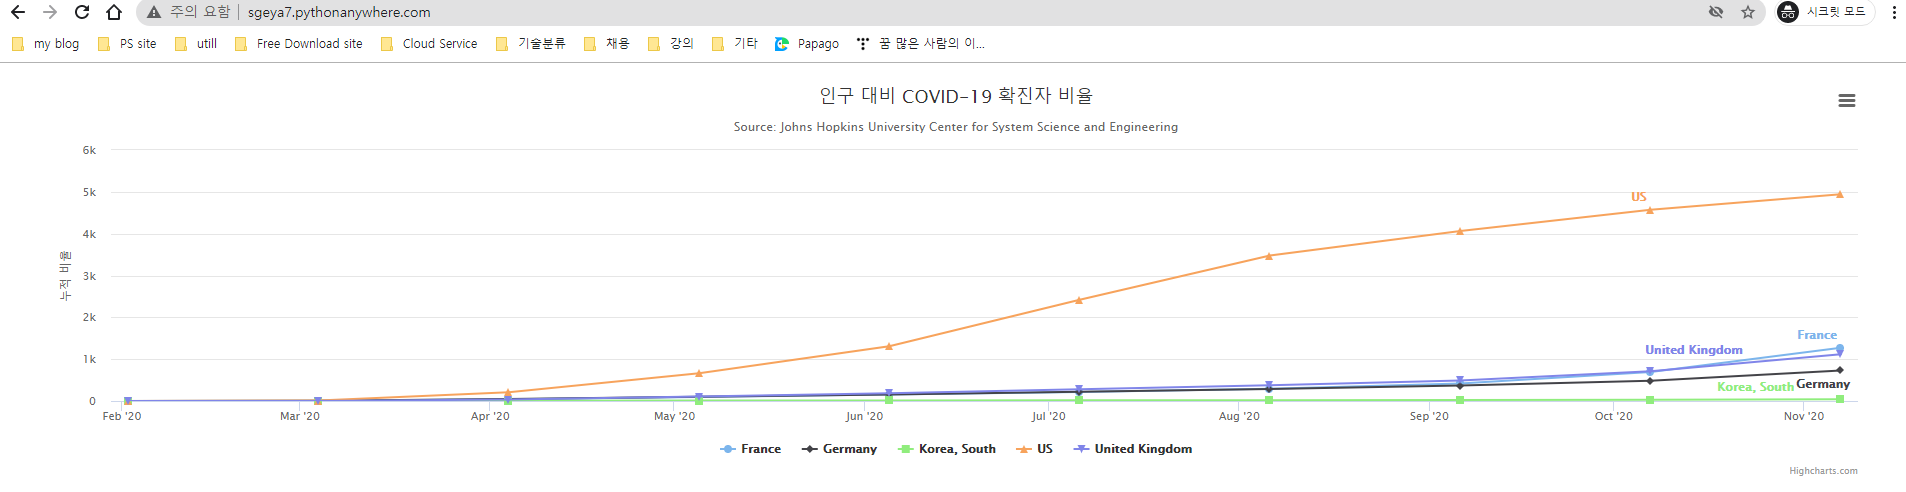 주의 요함 | sgeya7.pythonanywhere.com 시크릿 모드
my blog PS site utill Free Download site Cloud Service 기술분류 채용 강의 기타 Papago 꿈 많은 사람의 이...
인구 대비 COVID-19 확진자 비율
Source: Johns Hopkins University Center for System Science and Engineering
누적 비율
6k
5k
4k
3k
2k
1k
0
US
France
United Kingdom
Korea, South
Germany
Feb '20 Mar '20 Apr '20 May '20 Jun '20 Jul '20 Aug '20 Sep '20 Oct '20 Nov '20
France Germany Korea, South US United Kingdom
Highcharts.com